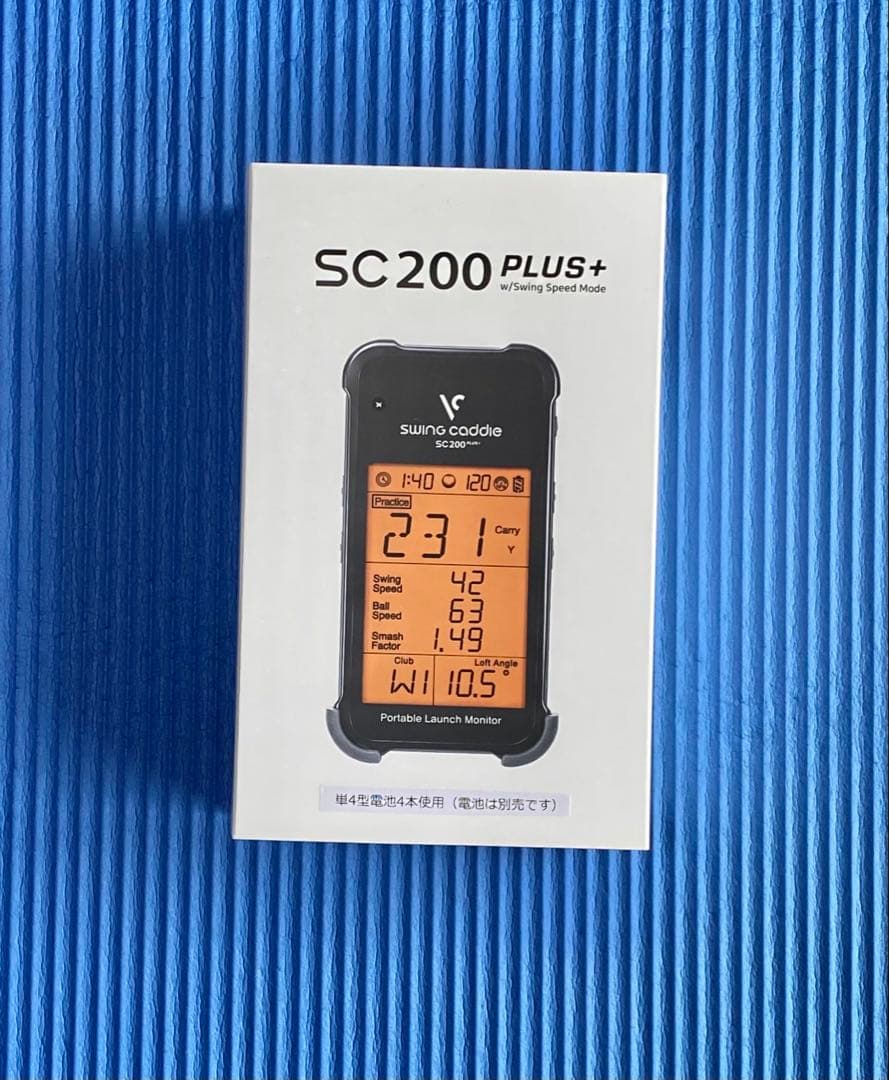 SC200 PLUS+
w/Swing Speed Mode
swing caddie
SC200 PLUS+
1:40 120
Practice
231 Carry Y
Swing Speed 42
Ball Speed 63
Smash Factor 1.49
Club Loft Angle
W1 10.5°
Portable Launch Monitor
単4型電池4本使用（電池は別売です）